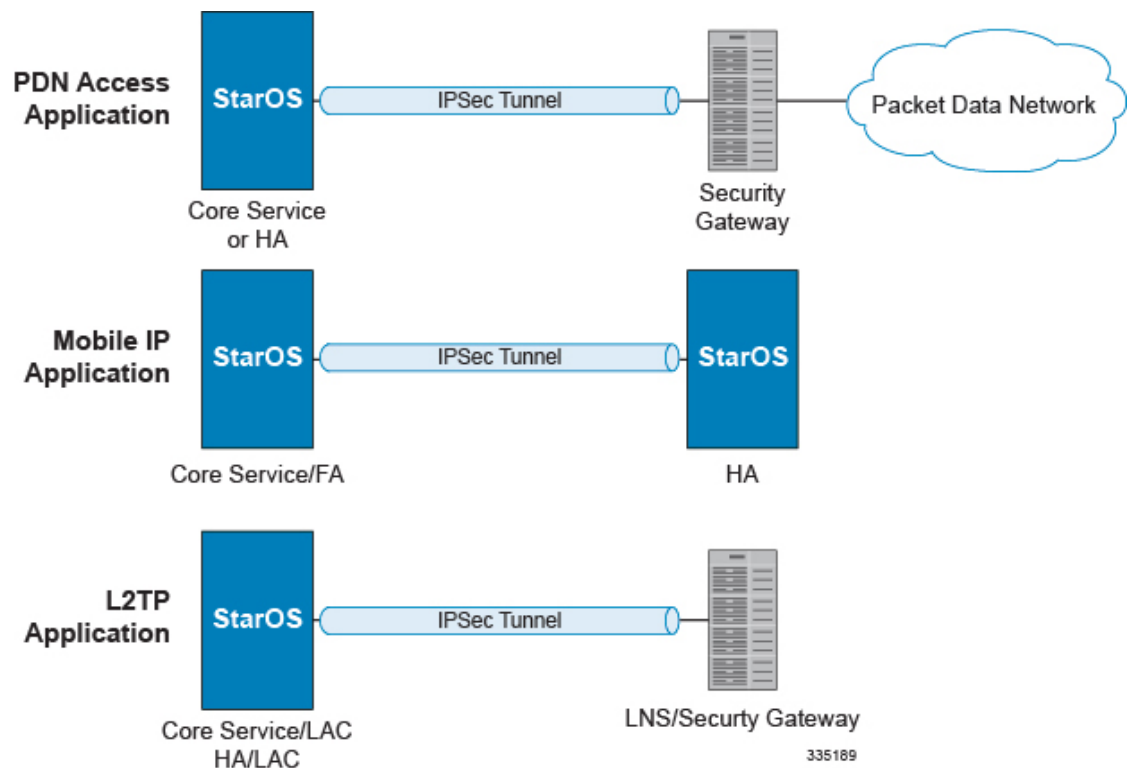 PDN Access
Application
StarOS
IPSec Tunnel
Packet Data Network
Core Service
or HA
Security
Gateway
Mobile IP
Application
StarOS
IPSec Tunnel
StarOS
Core Service/FA
HA
L2TP
Application
StarOS
IPSec Tunnel
Core Service/LAC
HA/LAC
LNS/Securty Gateway
335189